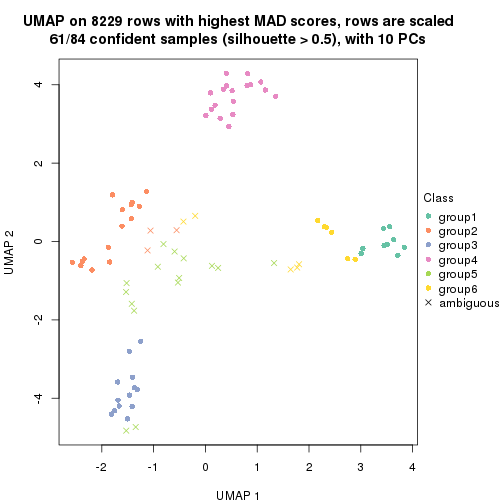 UMAP on 8229 rows with highest MAD scores, rows are scaled
61/84 confident samples (silhouette > 0.5), with 10 PCs
UMAP 2
4
2
0
-2
-4
-2
-1
0
1
2
3
4
UMAP 1
Class
group1
group2
group3
group4
group5
group6
ambiguous